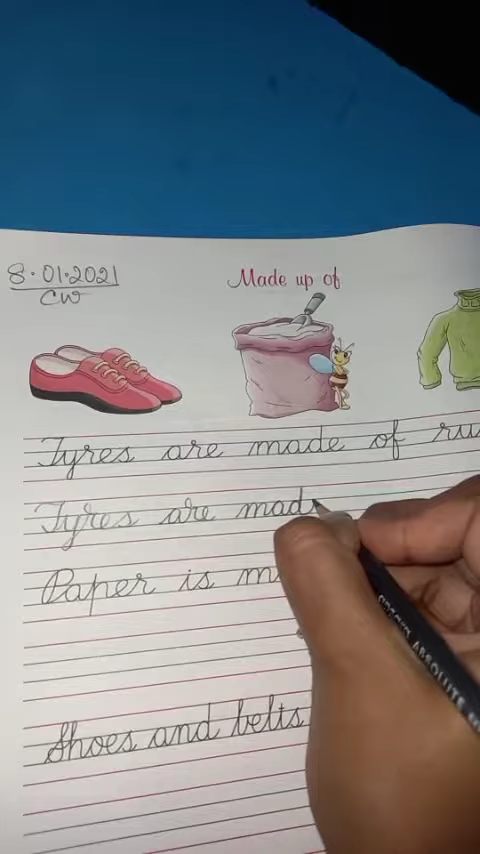 8.01.2021
CW
Made up of
Tyres are made of
Tyres are mad
Paper is
Shoes and belts
ABSOLUTE